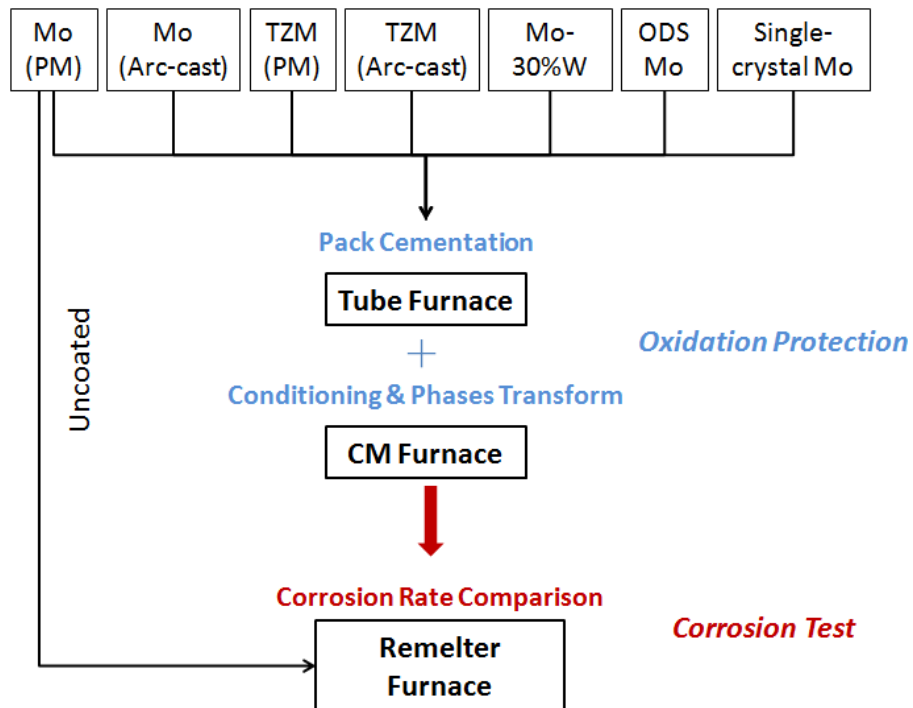 Mo
(PM)
Mo
(Arc-cast)
TZM
(PM)
TZM
(Arc-cast)
Mo-
30%W
ODS
Mo
Single-
crystal Mo
Pack Cementation
Tube Furnace
+
Oxidation Protection
Uncoated
Conditioning & Phases Transform
CM Furnace
Corrosion Rate Comparison
Corrosion Test
Remelter
Furnace